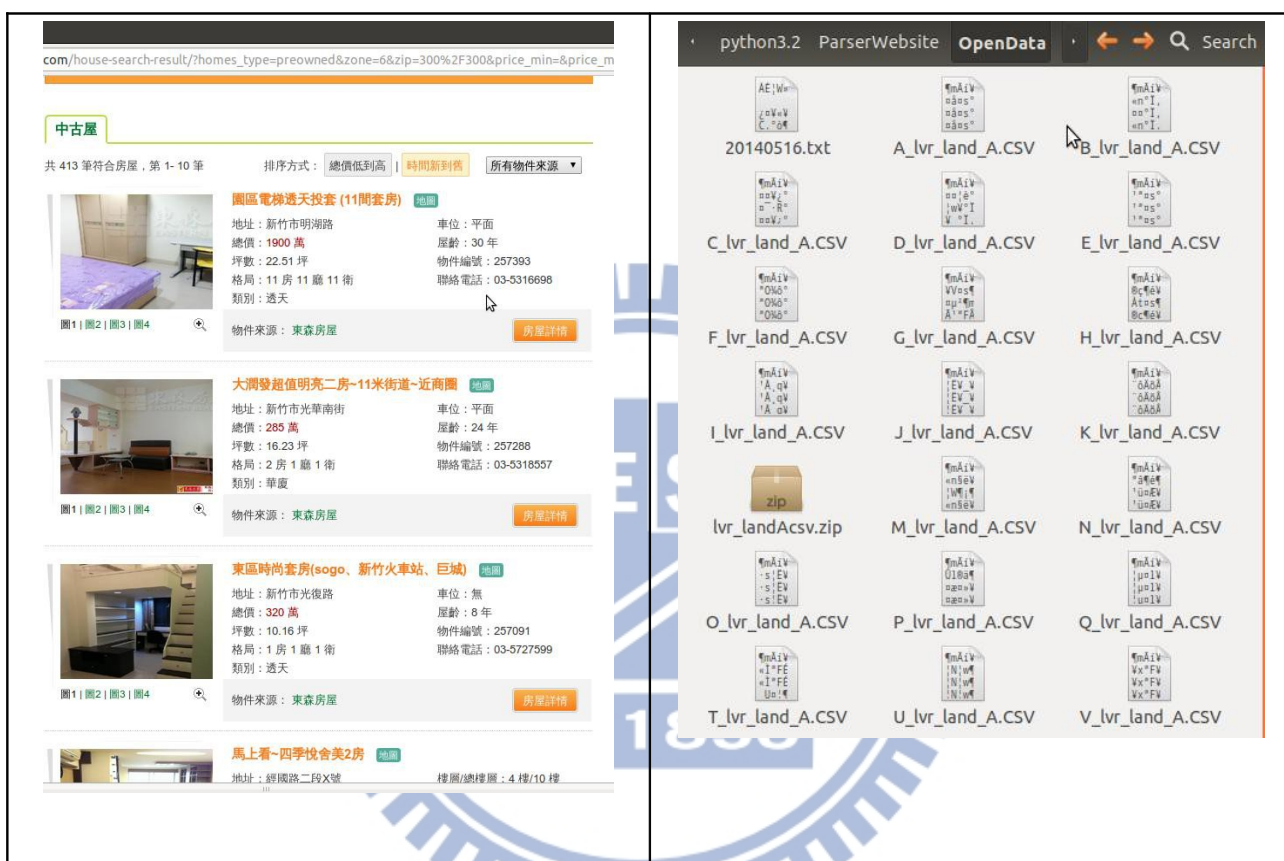 com/house-search-result/?homes_type=preowned&zone=6&zip=300%2F300&price_min=&price_m
中古屋
共 413 筆符合房屋，第 1- 10 筆
排序方式： 總價低到高 | 時間新到舊 所有物件來源
園區電梯透天投套 (11間套房) 地圖
地址：新竹市明湖路 車位：平面
總價：1900 萬 屋齡：30 年
坪數：22.51 坪 物件編號：257393
格局：11 房 11 廳 11 衛 聯絡電話：03-5316698
類別：透天
圖1 | 圖2 | 圖3 | 圖4
物件來源： 東森房屋 房屋詳情
大潤發超值明亮二房~11米街道~近商圈 地圖
地址：新竹市光華南街 車位：平面
總價：285 萬 屋齡：24 年
坪數：16.23 坪 物件編號：257288
格局：2 房 1 廳 1 衛 聯絡電話：03-5318557
類別：華廈
圖1 | 圖2 | 圖3 | 圖4
物件來源： 東森房屋 房屋詳情
東區時尚套房(sogo、新竹火車站、巨城) 地圖
地址：新竹市光復路 車位：無
總價：320 萬 屋齡：8 年
坪數：10.16 坪 物件編號：257091
格局：1 房 1 廳 1 衛 聯絡電話：03-5727599
類別：透天
圖1 | 圖2 | 圖3 | 圖4
物件來源： 東森房屋 房屋詳情
馬上看~四季悅舍美2房 地圖
地址：經國路二段X號 樓層/總樓層：4 樓/10 樓
python3.2 ParserWebsite OpenData Search
20140516.txt A_lvr_land_A.CSV B_lvr_land_A.CSV
C_lvr_land_A.CSV D_lvr_land_A.CSV E_lvr_land_A.CSV
F_lvr_land_A.CSV G_lvr_land_A.CSV H_lvr_land_A.CSV
I_lvr_land_A.CSV J_lvr_land_A.CSV K_lvr_land_A.CSV
zip
lvr_landAcsv.zip M_lvr_land_A.CSV N_lvr_land_A.CSV
O_lvr_land_A.CSV P_lvr_land_A.CSV Q_lvr_land_A.CSV
T_lvr_land_A.CSV U_lvr_land_A.CSV V_lvr_land_A.CSV